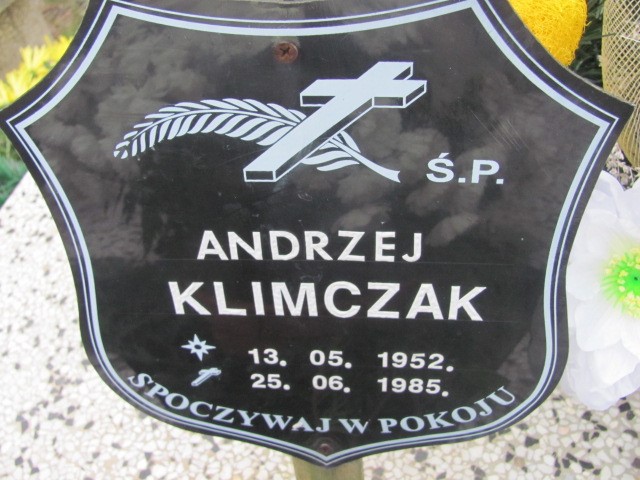 Ś.P.
ANDRZEJ
KLIMCZAK
13. 05. 1952.
25. 06. 1985.
SPOCZYWAJ W POKOJU